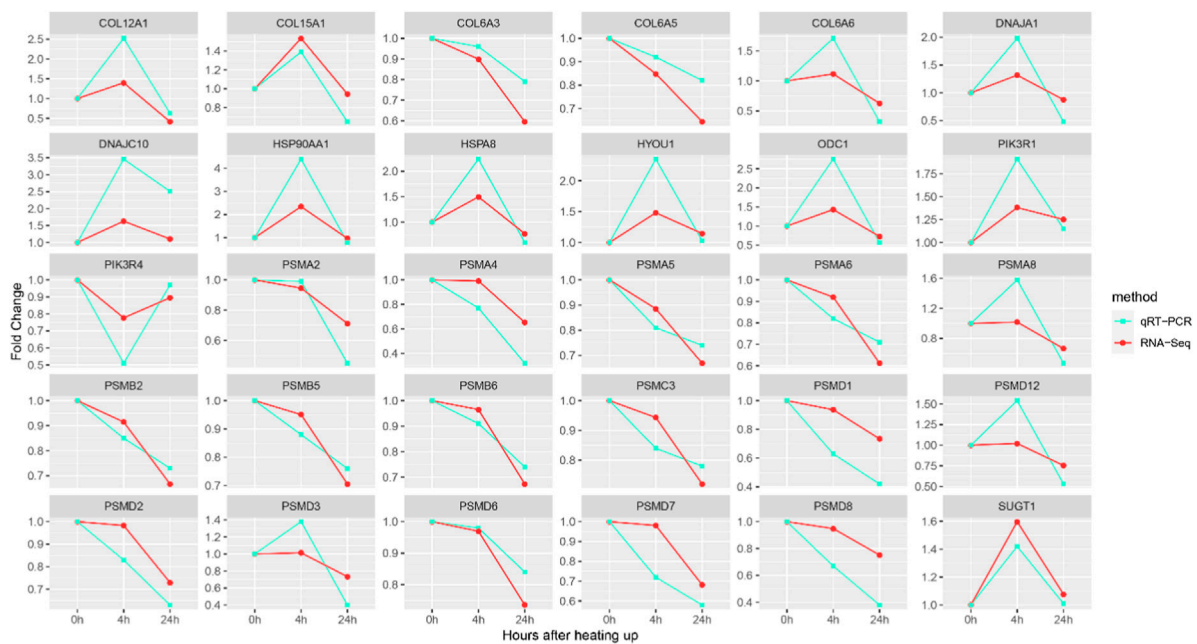 COL12A1 COL15A1 COL6A3 COL6A5 COL6A6 DNAJA1
2.5 2.0 1.5 1.0 0.5
1.4 1.2 1.0 0.8
1.0 0.9 0.8 0.7 0.6
1.0 0.9 0.8 0.7
1.5 1.0 0.5
2.0 1.5 1.0 0.5
DNAJC10 HSP90AA1 HSPA8 HYOU1 ODC1 PIK3R1
3.5 3.0 2.5 2.0 1.5 1.0
4 3 2 1
2.0 1.5 1.0
2.0 1.5 1.0
2.5 2.0 1.5 1.0 0.5
1.75 1.50 1.25 1.00
PIK3R4 PSMA2 PSMA4 PSMA5 PSMA6 PSMA8
1.0 0.9 0.8 0.7 0.6 0.5
1.0 0.8 0.6
1.0 0.8 0.6 0.4
1.0 0.9 0.8 0.7
1.0 0.9 0.8 0.7 0.6
1.6 1.2 0.8
PSMB2 PSMB5 PSMB6 PSMC3 PSMD1 PSMD12
1.0 0.9 0.8 0.7
1.0 0.9 0.8 0.7
1.0 0.9 0.8 0.7
1.0 0.9 0.8
1.0 0.8 0.6 0.4
1.50 1.25 1.00 0.75 0.50
PSMD2 PSMD3 PSMD6 PSMD7 PSMD8 SUGT1
1.0 0.9 0.8 0.7
1.4 1.2 1.0 0.8 0.6 0.4
1.0 0.9 0.8
1.0 0.9 0.8 0.7 0.6
1.0 0.8 0.6 0.4
1.6 1.4 1.2 1.0
0h 4h 24h 0h 4h 24h 0h 4h 24h 0h 4h 24h 0h 4h 24h 0h 4h 24h
Hours after heating up
Fold Change
method
qRT-PCR
RNA-Seq